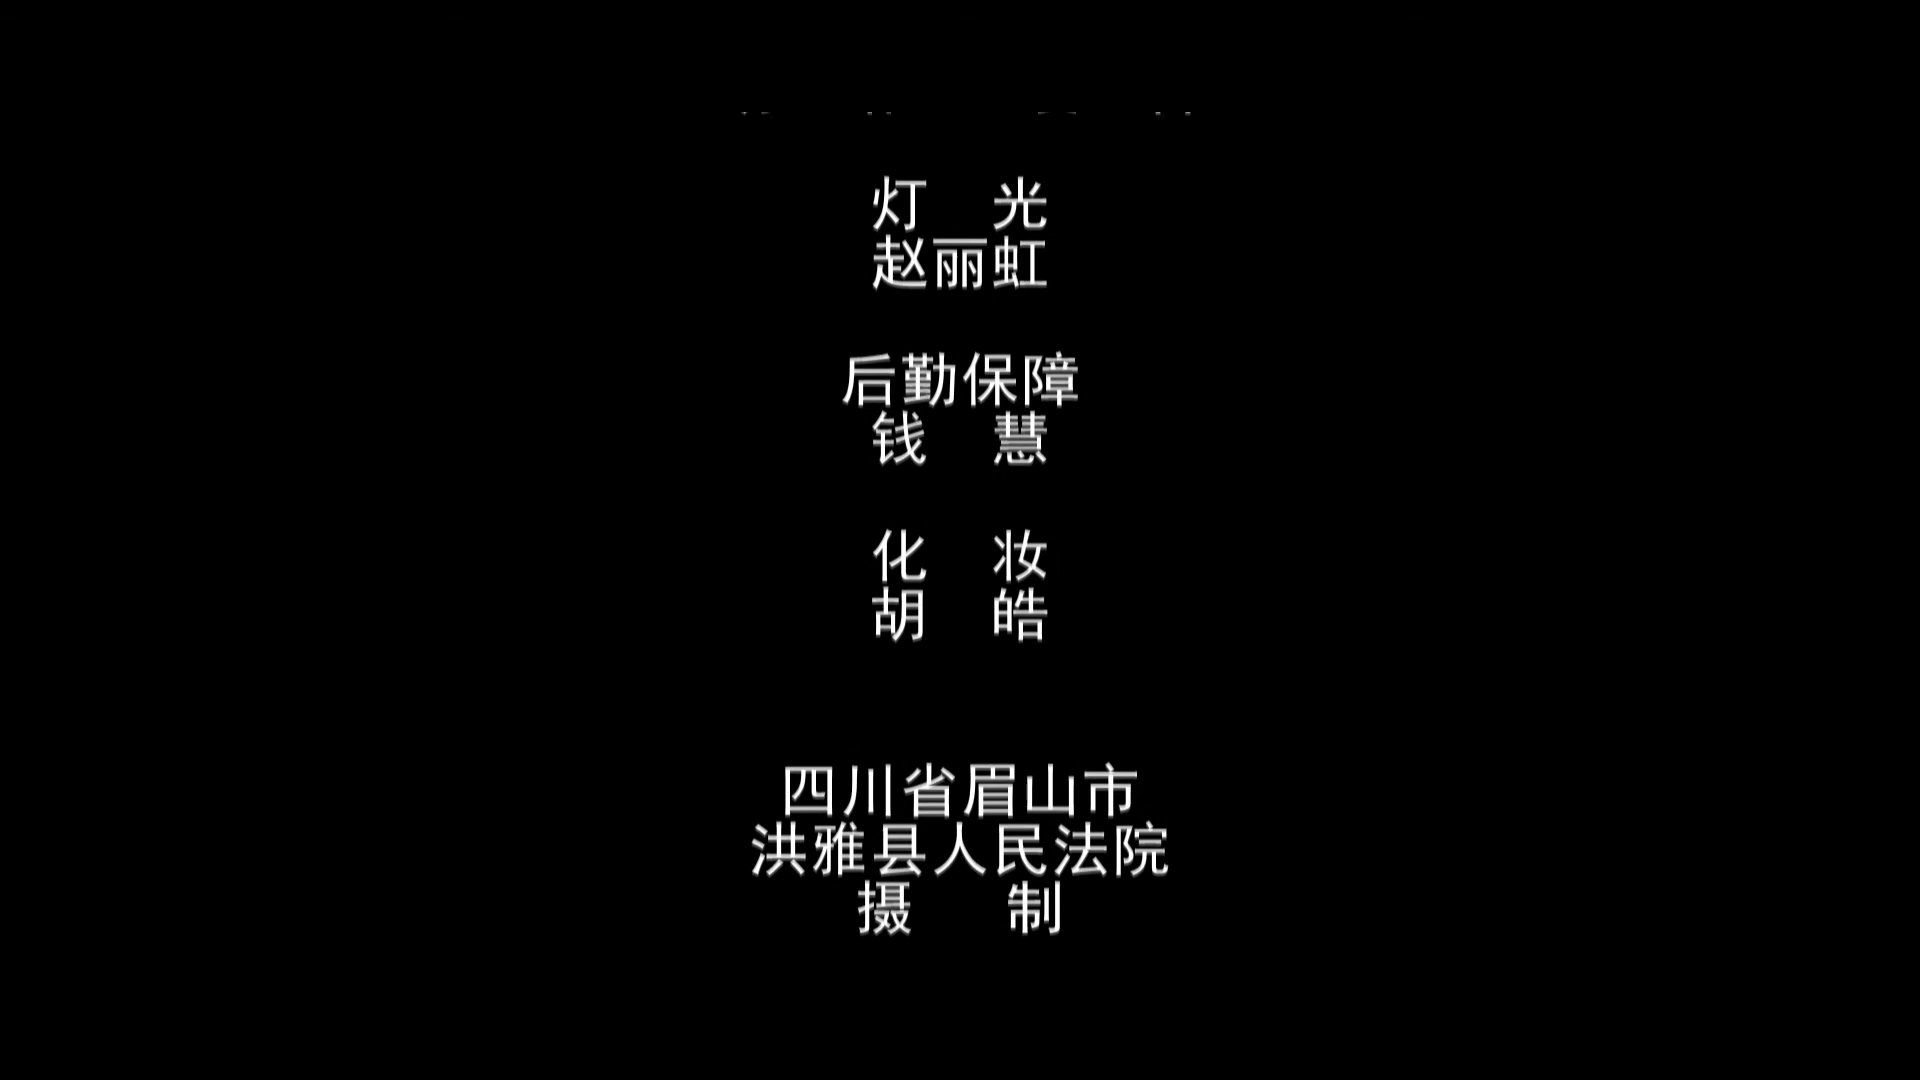 灯 光
赵丽虹
后勤保障
钱 慧
化 妆
胡 皓
四川省眉山市
洪雅县人民法院
摄 制